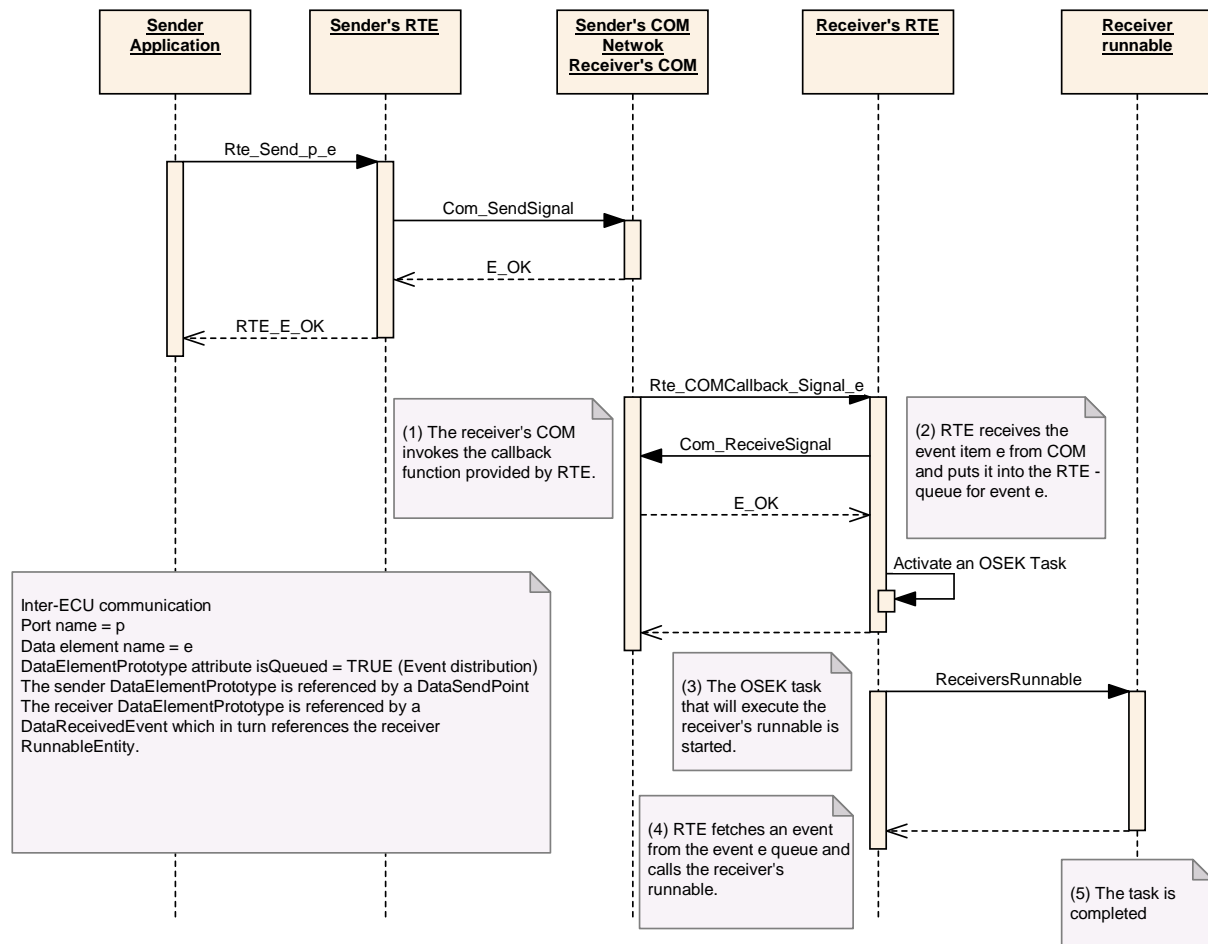 Sender
Application
Sender's RTE
Sender's COM
Netwok
Receiver's COM
Receiver's RTE
Receiver
runnable
Rte_Send_p_e
Com_SendSignal
E_OK
RTE_E_OK
Rte_COMCallback_Signal_e
(1) The receiver's COM
invokes the callback
function provided by RTE.
Com_ReceiveSignal
(2) RTE receives the
event item e from COM
and puts it into the RTE -
queue for event e.
E_OK
Activate an OSEK Task
Inter-ECU communication
Port name = p
Data element name = e
DataElementPrototype attribute isQueued = TRUE (Event distribution)
The sender DataElementPrototype is referenced by a DataSendPoint
The receiver DataElementPrototype is referenced by a
DataReceivedEvent which in turn references the receiver
RunnableEntity.
(3) The OSEK task
that will execute the
receiver's runnable is
started.
ReceiversRunnable
(4) RTE fetches an event
from the event e queue and
calls the receiver's
runnable.
(5) The task is
completed